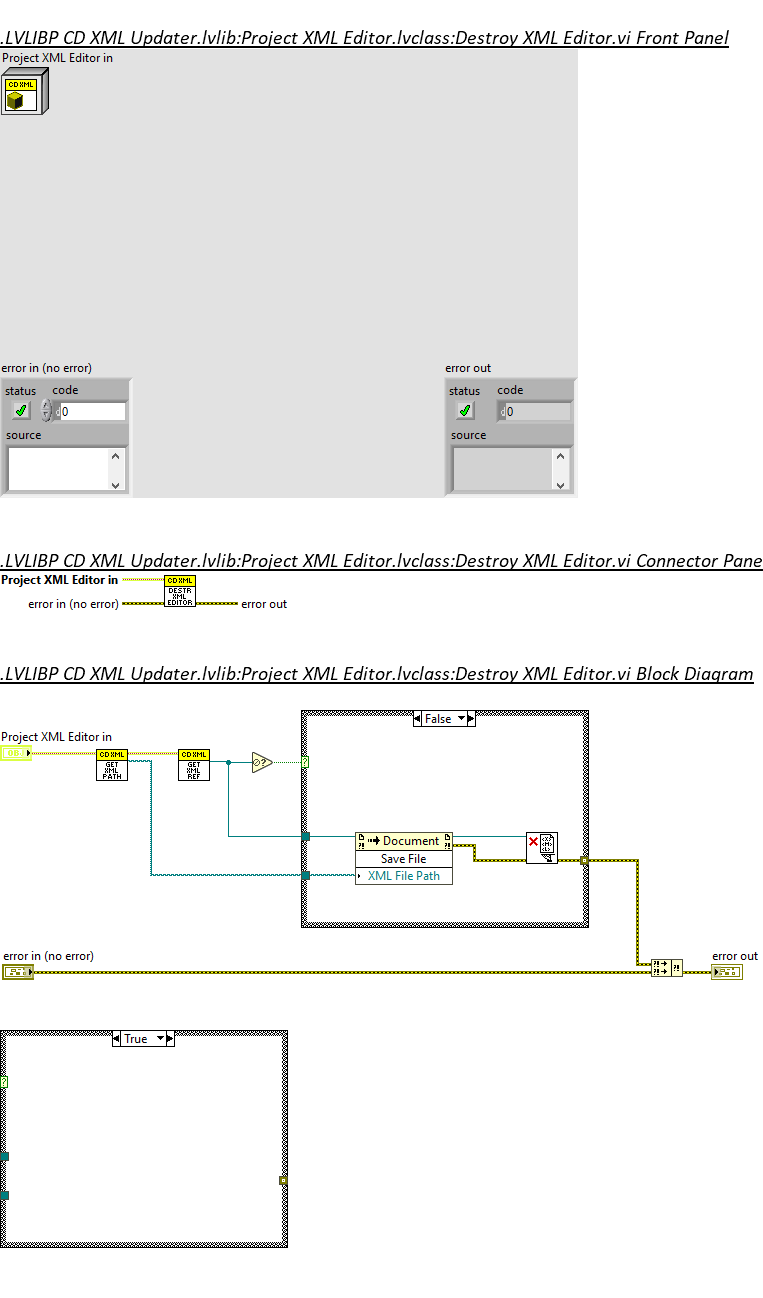 .LVLIBP CD XML Updater.lvlib:Project XML Editor.lvclass:Destroy XML Editor.vi Front Panel
Project XML Editor in
CD XML
error in (no error)
error out
status
code
status
code
d
0
d
0
source
source
.LVLIBP CD XML Updater.lvlib:Project XML Editor.lvclass:Destroy XML Editor.vi Connector Pane
Project XML Editor in
CD XML
DESTR
XML
EDITOR
error in (no error)
error out
.LVLIBP CD XML Updater.lvlib:Project XML Editor.lvclass:Destroy XML Editor.vi Block Diagram
False
Project XML Editor in
CD XML
GET
XML
PATH
CD XML
GET
XML
REF
?
?
Document
Save File
XML File Path
error in (no error)
error out
?!
?!
?!
True
?